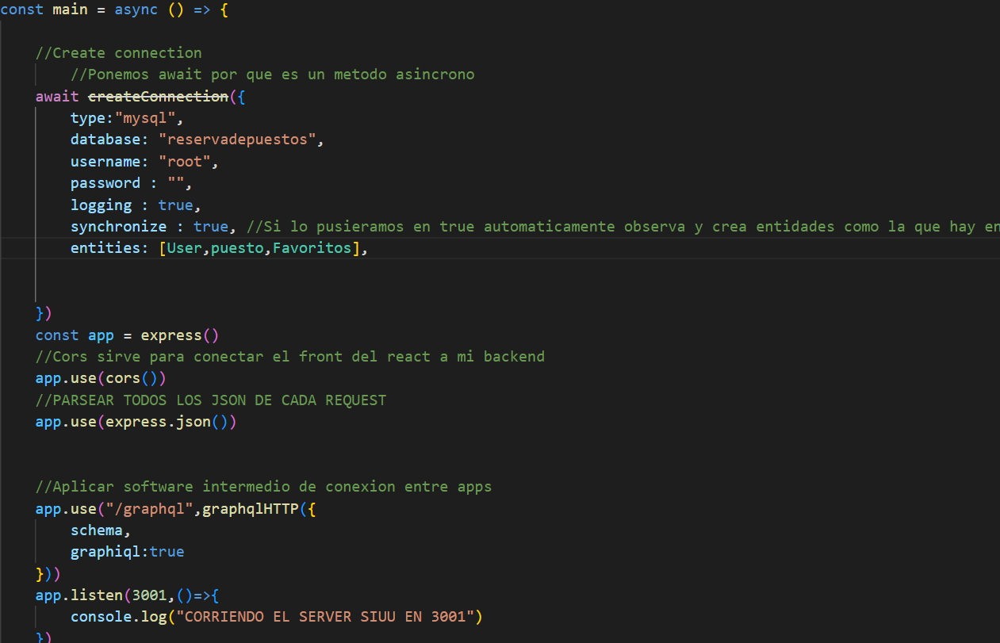 const main = async () => {
//Create connection
//Ponemos await por que es un metodo asincrono
await createConnection({
type:"mysql",
database: "reservadepuestos",
username: "root",
password : "",
logging : true,
synchronize : true, //Si lo pusieramos en true automaticamente observa y crea entidades como la que hay en
entities: [User,puesto,Favoritos],
})
const app = express()
//Cors sirve para conectar el front del react a mi backend
app.use(cors())
//PARSEAR TODOS LOS JSON DE CADA REQUEST
app.use(express.json())
//Aplicar software intermedio de conexion entre apps
app.use("/graphql",graphqlHTTP({
schema,
graphiql:true
}))
app.listen(3001,()=>{
console.log("CORRIENDO EL SERVER SIUU EN 3001")
})